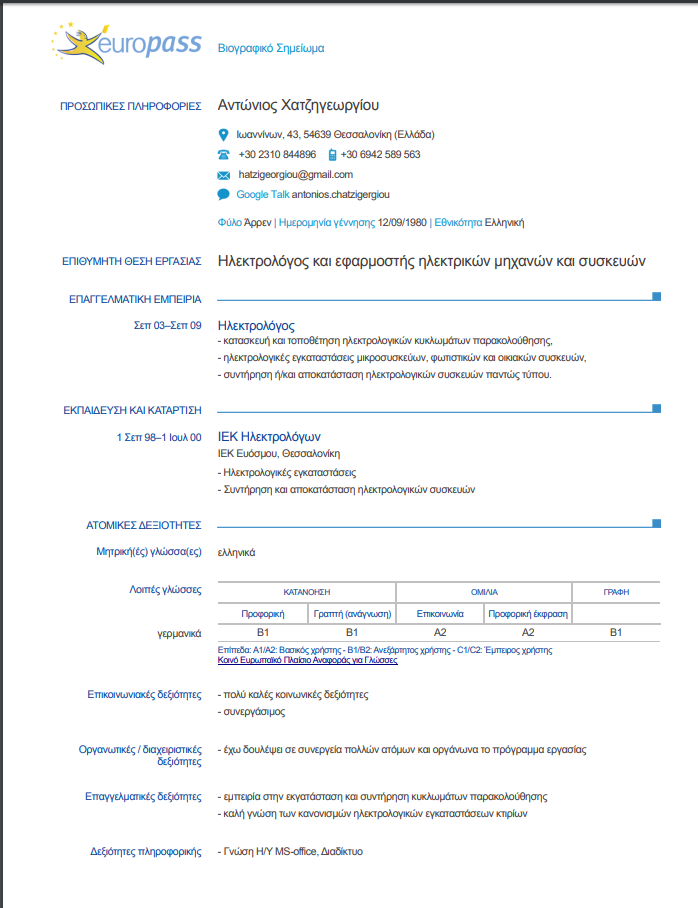 europass
Βιογραφικό Σημείωμα
ΠΡΟΣΩΠΙΚΕΣ ΠΛΗΡΟΦΟΡΙΕΣ Αντώνιος Χατζηγεωργίου
Ιωαννίνων, 43, 54639 Θεσσαλονίκη (Ελλάδα)
+30 2310 844896 +30 6942 589 563
hatzigeorgiou@gmail.com
Google Talk antonios.chatzigergiou
Φύλο Άρρεν | Ημερομηνία γέννησης 12/09/1980 | Εθνικότητα Ελληνική
ΕΠΙΘΥΜΗΤΗ ΘΕΣΗ ΕΡΓΑΣΙΑΣ Ηλεκτρολόγος και εφαρμοστής ηλεκτρικών μηχανών και συσκευών
ΕΠΑΓΓΕΛΜΑΤΙΚΗ ΕΜΠΕΙΡΙΑ
Σεπ 03–Σεπ 09 Ηλεκτρολόγος
- κατασκευή και τοποθέτηση ηλεκτρολογικών κυκλωμάτων παρακολούθησης,
- ηλεκτρολογικές εγκαταστάσεις μικροσυσκεύων, φωτιστικών και οικιακών συσκευών,
- συντήρηση ή/και αποκατάσταση ηλεκτρολογικών συσκευών παντώς τύπου.
ΕΚΠΑΙΔΕΥΣΗ ΚΑΙ ΚΑΤΑΡΤΙΣΗ
1 Σεπ 98–1 Ιουλ 00 ΙΕΚ Ηλεκτρολόγων
ΙΕΚ Ευόσμου, Θεσσαλονίκη
- Ηλεκτρολογικές εγκαταστάσεις
- Συντήρηση και αποκατάσταση ηλεκτρολογικών συσκευών
ΑΤΟΜΙΚΕΣ ΔΕΞΙΟΤΗΤΕΣ
Μητρική(ές) γλώσσα(ες) ελληνικά
Λοιπές γλώσσες ΚΑΤΑΝΟΗΣΗ ΟΜΙΛΙΑ ΓΡΑΦΗ
Προφορική Γραπτή (ανάγνωση) Επικοινωνία Προφορική έκφραση
γερμανικά B1 B1 A2 A2 B1
Επίπεδα: A1/A2: Βασικός χρήστης - B1/B2: Ανεξάρτητος χρήστης - C1/C2: Έμπειρος χρήστης
Κοινό Ευρωπαϊκό Πλαίσιο Αναφοράς για Γλώσσες
Επικοινωνιακές δεξιότητες - πολύ καλές κοινωνικές δεξιότητες
- συνεργάσιμος
Οργανωτικές / διαχειριστικές - έχω δουλέψει σε συνεργεία πολλών ατόμων και οργάνωνα το πρόγραμμα εργασίας
δεξιότητες
Επαγγελματικές δεξιότητες - εμπειρία στην εκγατάσταση και συντήρηση κυκλωμάτων παρακολούθησης
- καλή γνώση των κανονισμών ηλεκτρολογικών εγκαταστάσεων κτιρίων
Δεξιότητες πληροφορικής - Γνώση Η/Υ MS-office, Διαδίκτυο